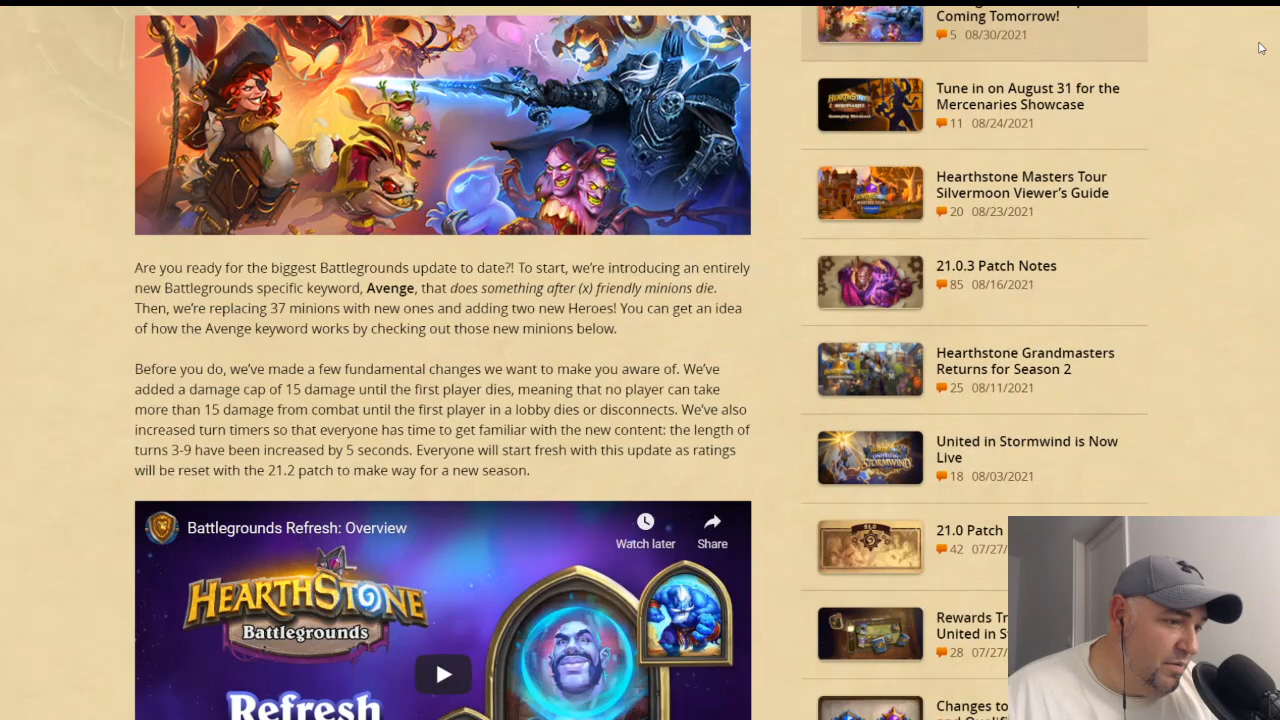 Are you ready for the biggest Battlegrounds update to date?! To start, we're introducing an entirely
new Battlegrounds specific keyword, Avenge, that does something after (x) friendly minions die.
Then, we're replacing 37 minions with new ones and adding two new Heroes! You can get an idea
of how the Avenge keyword works by checking out those new minions below.
Before you do, we've made a few fundamental changes we want to make you aware of. We've
added a damage cap of 15 damage until the first player dies, meaning that no player can take
more than 15 damage from combat until the first player in a lobby dies or disconnects. We've also
increased turn timers so that everyone has time to get familiar with the new content: the length of
turns 3-9 have been increased by 5 seconds. Everyone will start fresh with this update as ratings
will be reset with the 21.2 patch to make way for a new season.
Battlegrounds Refresh: Overview
Watch later
Share
HEARTHSTONE
Battlegrounds
Refresh
Coming Tomorrow!
5 08/30/2021
HEARTHSTONE
MERCENARIES
Tune in on August 31 for the
Mercenaries Showcase
11 08/24/2021
Hearthstone Masters Tour
Silvermoon Viewer's Guide
20 08/23/2021
21.0.3 Patch Notes
85 08/16/2021
Hearthstone Grandmasters
Returns for Season 2
25 08/11/2021
STORMWIND
United in Stormwind is Now
Live
18 08/03/2021
21.0 Patch
42 07/27/
Rewards Tr
United in S
28 07/27/
Changes to